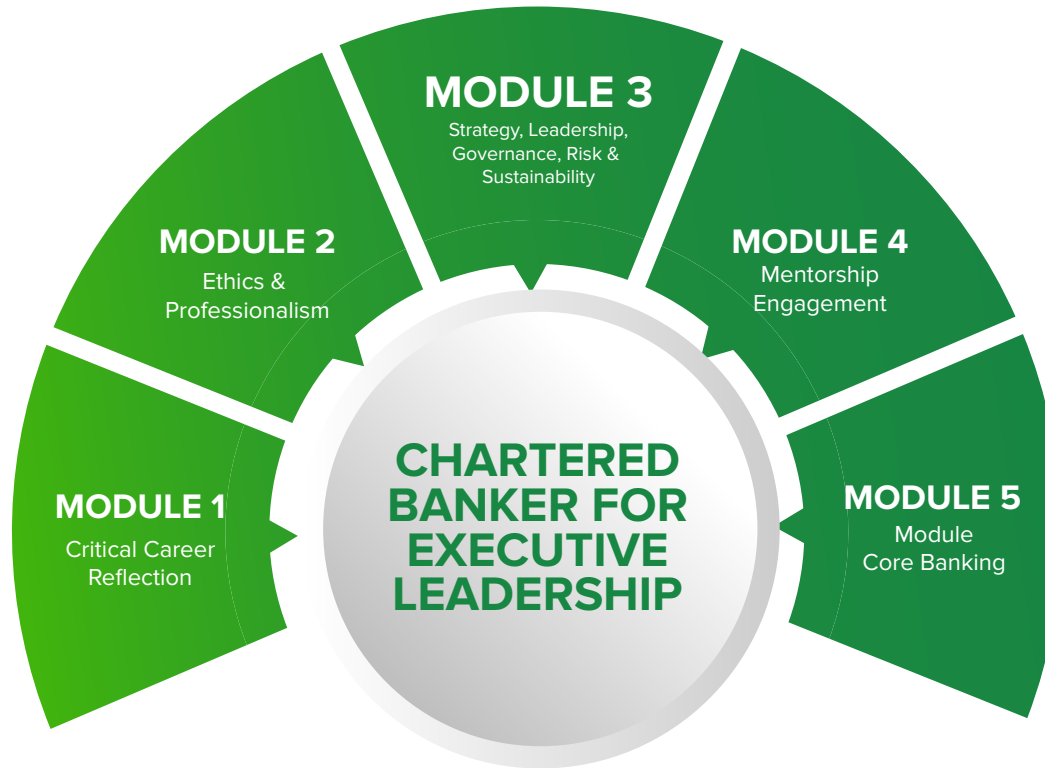 MODULE 1
Critical Career
Reflection
MODULE 2
Ethics &
Professionalism
MODULE 3
Strategy, Leadership,
Governance, Risk &
Sustainability
MODULE 4
Mentorship
Engagement
MODULE 5
Module
Core Banking
CHARTERED
BANKER FOR
EXECUTIVE
LEADERSHIP